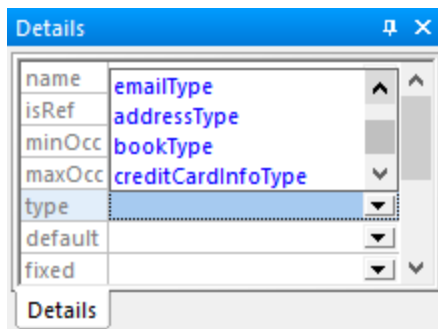 Details
name
emailType
isRef
addressType
minOcc
bookType
maxOcc
creditCardInfoType
type
default
fixed
Details